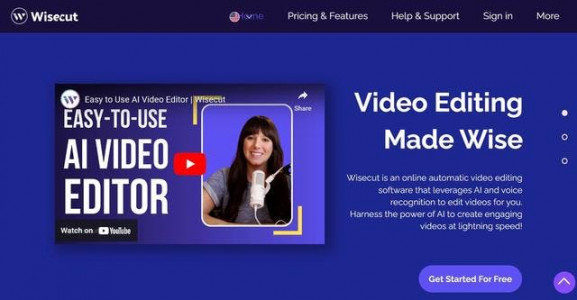 Wisecut
Home
Pricing & Features
Help & Support
Sign in
More
Easy to Use AI Video Editor | Wisecut
Share
EASY-TO-USE
AI VIDEO
EDITOR
Watch on YouTube
Video Editing
Made Wise
Wisecut is an online automatic video editing
software that leverages AI and voice
recognition to edit videos for you.
Harness the power of AI to create engaging
videos at lightning speed!
Get Started For Free